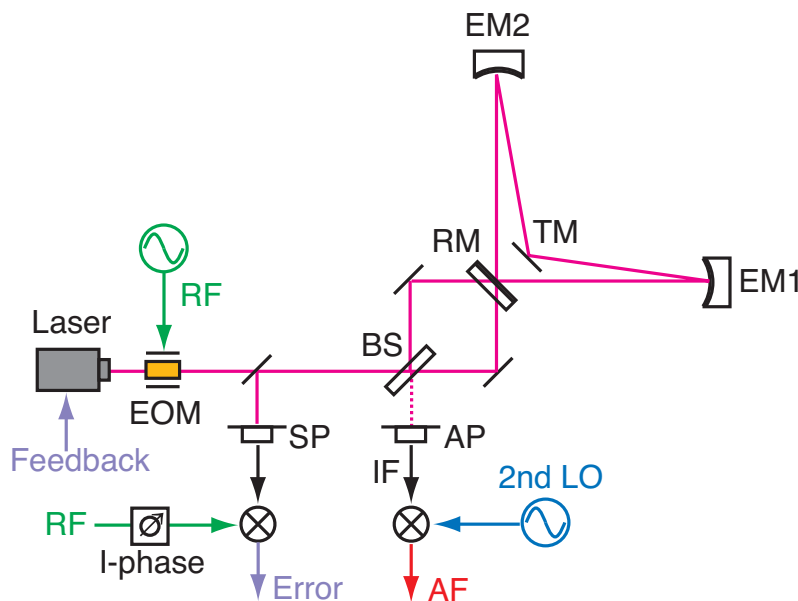 EM2
RM
TM
EM1
RF
Laser
BS
EOM
SP
AP
Feedback
IF
2nd LO
RF
I-phase
Error
AF